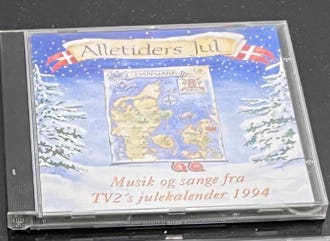 Alletiders Jul
DANMARK
Musik og sange fra
TV2's julekalender 1994